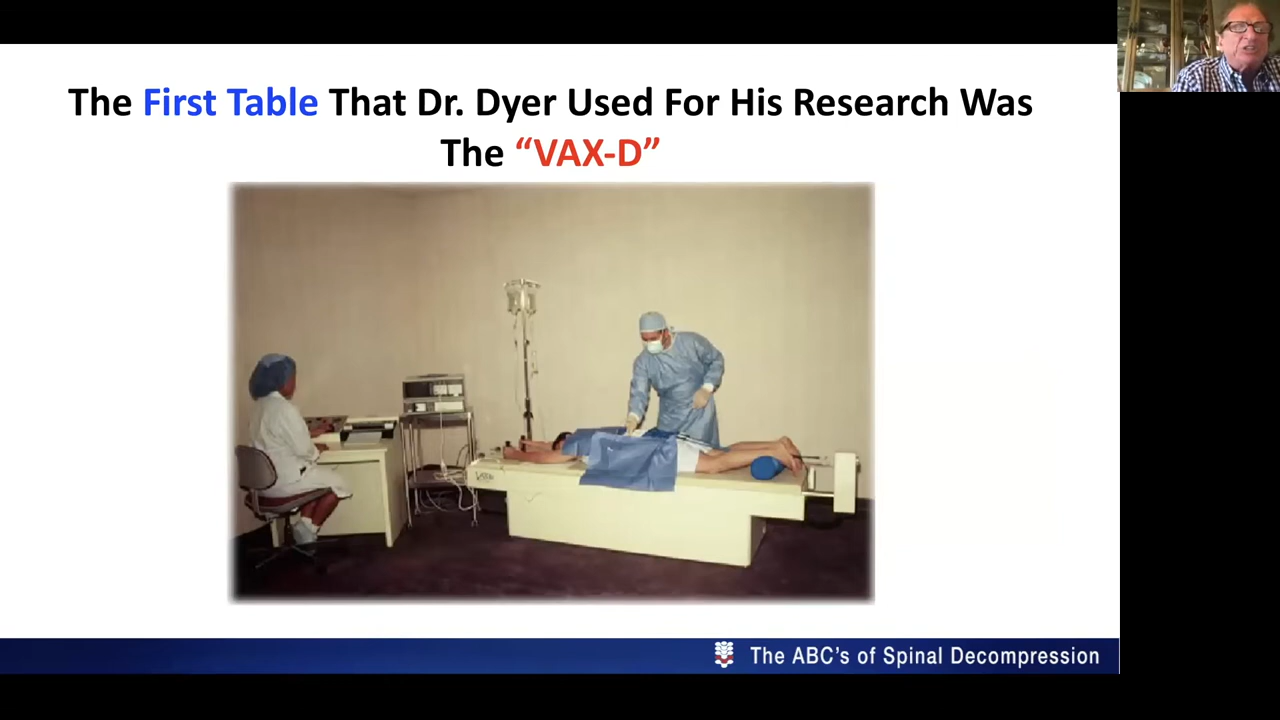 The First Table That Dr. Dyer Used For His Research Was
The “VAX-D”
The ABC’s of Spinal Decompression